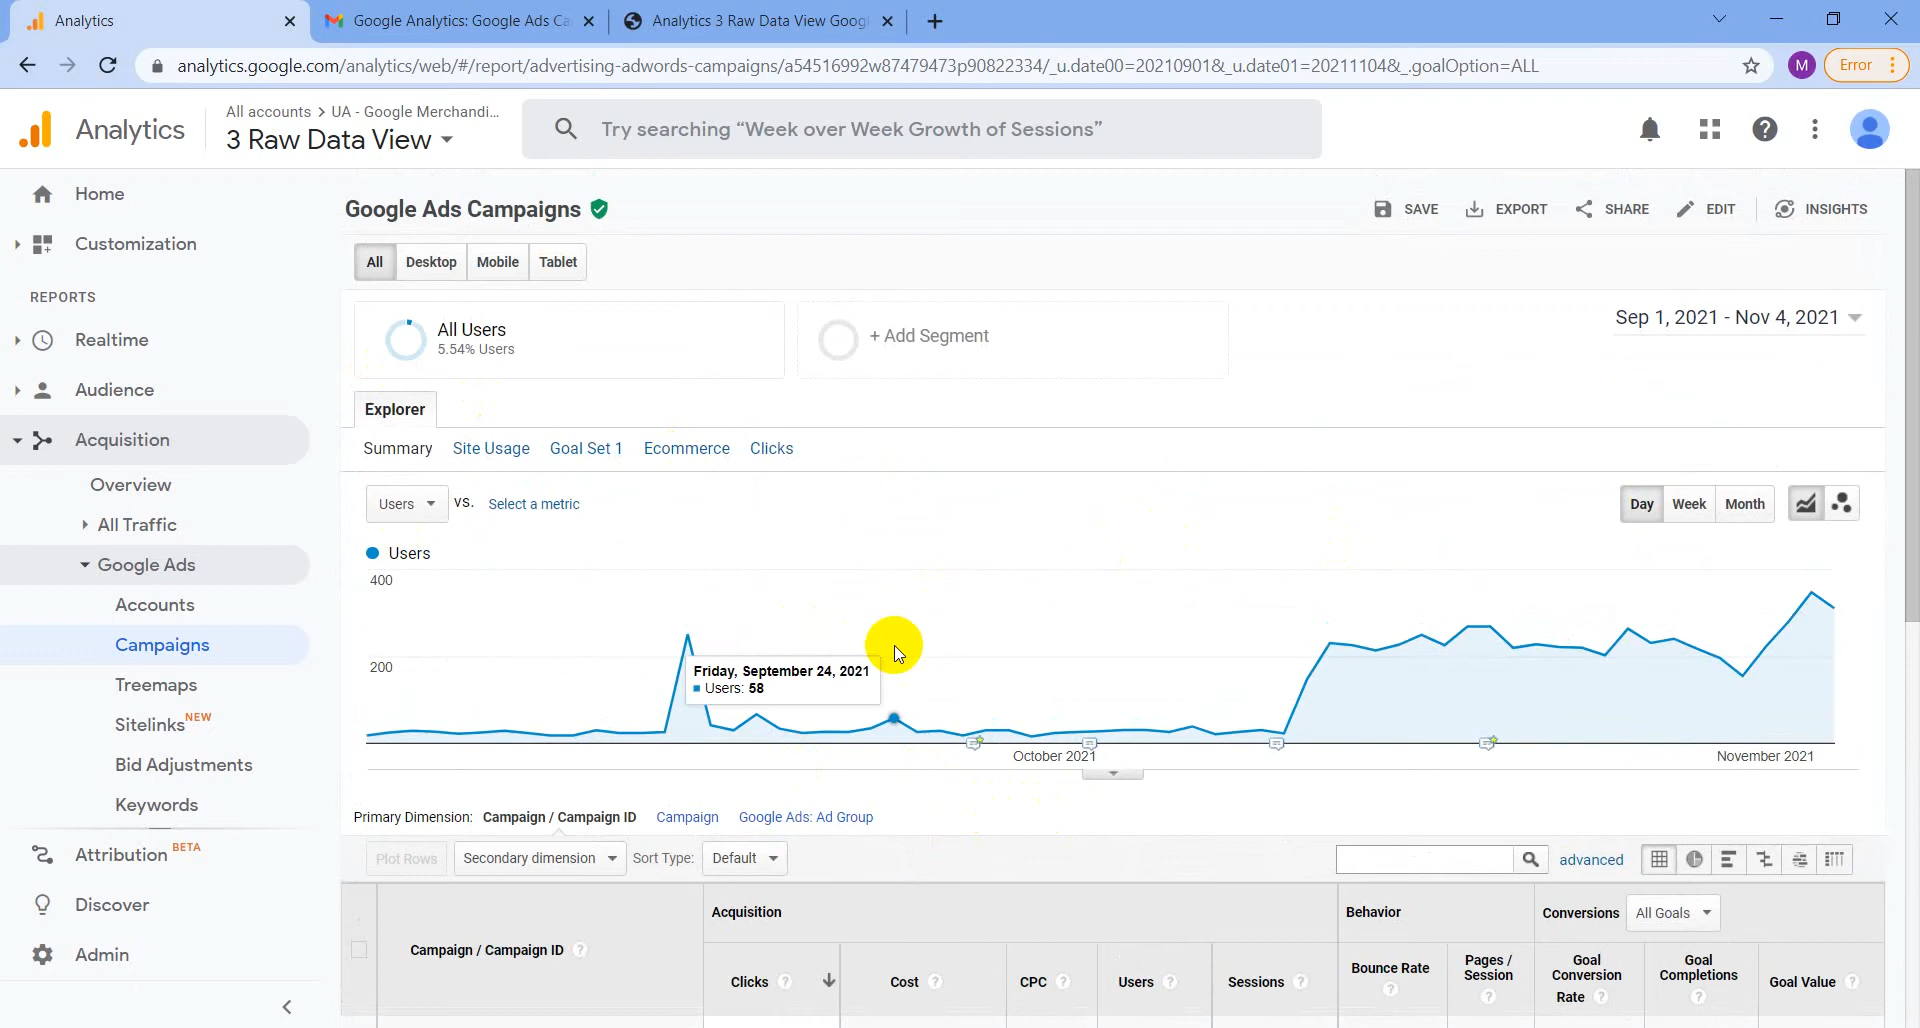 Analytics
Google Analytics: Google Ads Ca
Analytics 3 Raw Data View Googl
analytics.google.com/analytics/web/#/report/advertising-adwords-campaigns/a54516992w87479473p90822334/_u.date00=20210901&_u.date01=20211104&_.goalOption=ALL
M
Error
Analytics
All accounts > UA - Google Merchandi...
3 Raw Data View
Try searching “Week over Week Growth of Sessions”
Home
Customization
REPORTS
Realtime
Audience
Acquisition
Overview
All Traffic
Google Ads
Accounts
Campaigns
Treemaps
Sitelinks NEW
Bid Adjustments
Keywords
Attribution BETA
Discover
Admin
Google Ads Campaigns
SAVE
EXPORT
SHARE
EDIT
INSIGHTS
All
Desktop
Mobile
Tablet
All Users
5.54% Users
+ Add Segment
Sep 1, 2021 - Nov 4, 2021
Explorer
Summary
Site Usage
Goal Set 1
Ecommerce
Clicks
Users
VS.
Select a metric
Day
Week
Month
Users
400
200
Friday, September 24, 2021
Users: 58
October 2021
November 2021
Primary Dimension:
Campaign / Campaign ID
Campaign
Google Ads: Ad Group
Plot Rows
Secondary dimension
Sort Type:
Default
advanced
Campaign / Campaign ID ?
Acquisition
Behavior
Conversions
All Goals
Clicks ?
Cost ?
CPC ?
Users ?
Sessions ?
Bounce Rate
?
Pages /
Session
?
Goal
Conversion
Rate ?
Goal
Completions
?
Goal Value ?